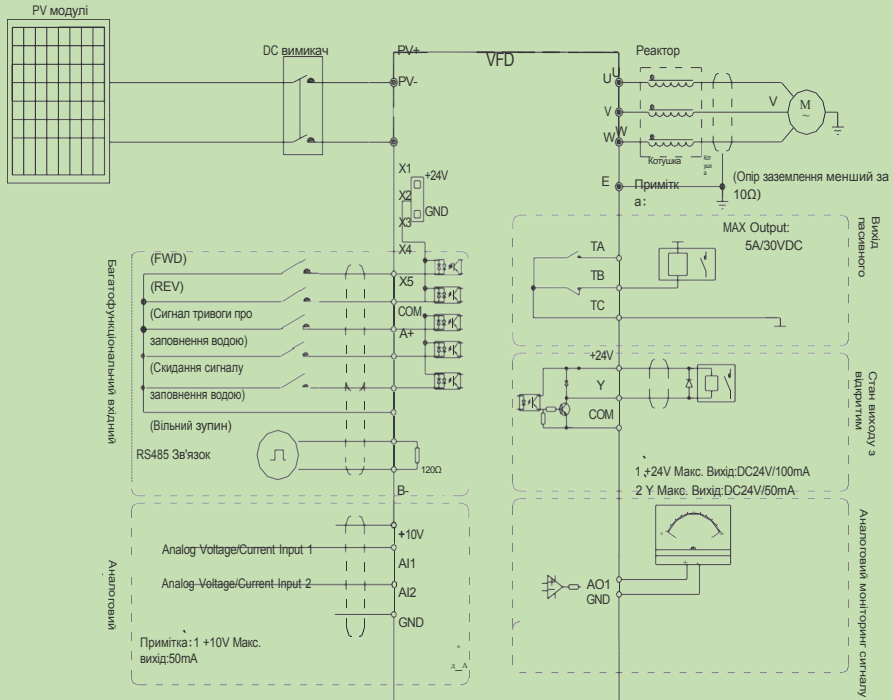 PV модулі
DC вимикач
PV+
PV-
VFD
Реактор
U
U
V
W
W
V
M
~
Котушка
E
Примітк
а:
(Опір заземлення менший за
10Ω)
X1
+24V
X2
GND
X3
X4
X5
COM
A+
Багатофункціональний вхідний
(FWD)
(REV)
(Сигнал тривоги про
заповнення водою)
(Скидання сигналу
заповнення водою)
(Вільний зупин)
RS485 Зв'язок
120Ω
B-
Вихід
пасивного
MAX Output:
5A/30VDC
TA
TB
TC
Стан виходу з
відкритим
+24V
Y
COM
1 +24V Макс. Вихід:DC24V/100mA
2 Y Макс. Вихід:DC24V/50mA
Аналоговий
+10V
Analog Voltage/Current Input 1
AI1
Analog Voltage/Current Input 2
AI2
GND
Примітка:1 +10V Макс.
вихід:50mA
Аналоговий моніторинг сигналу
AO1
GND